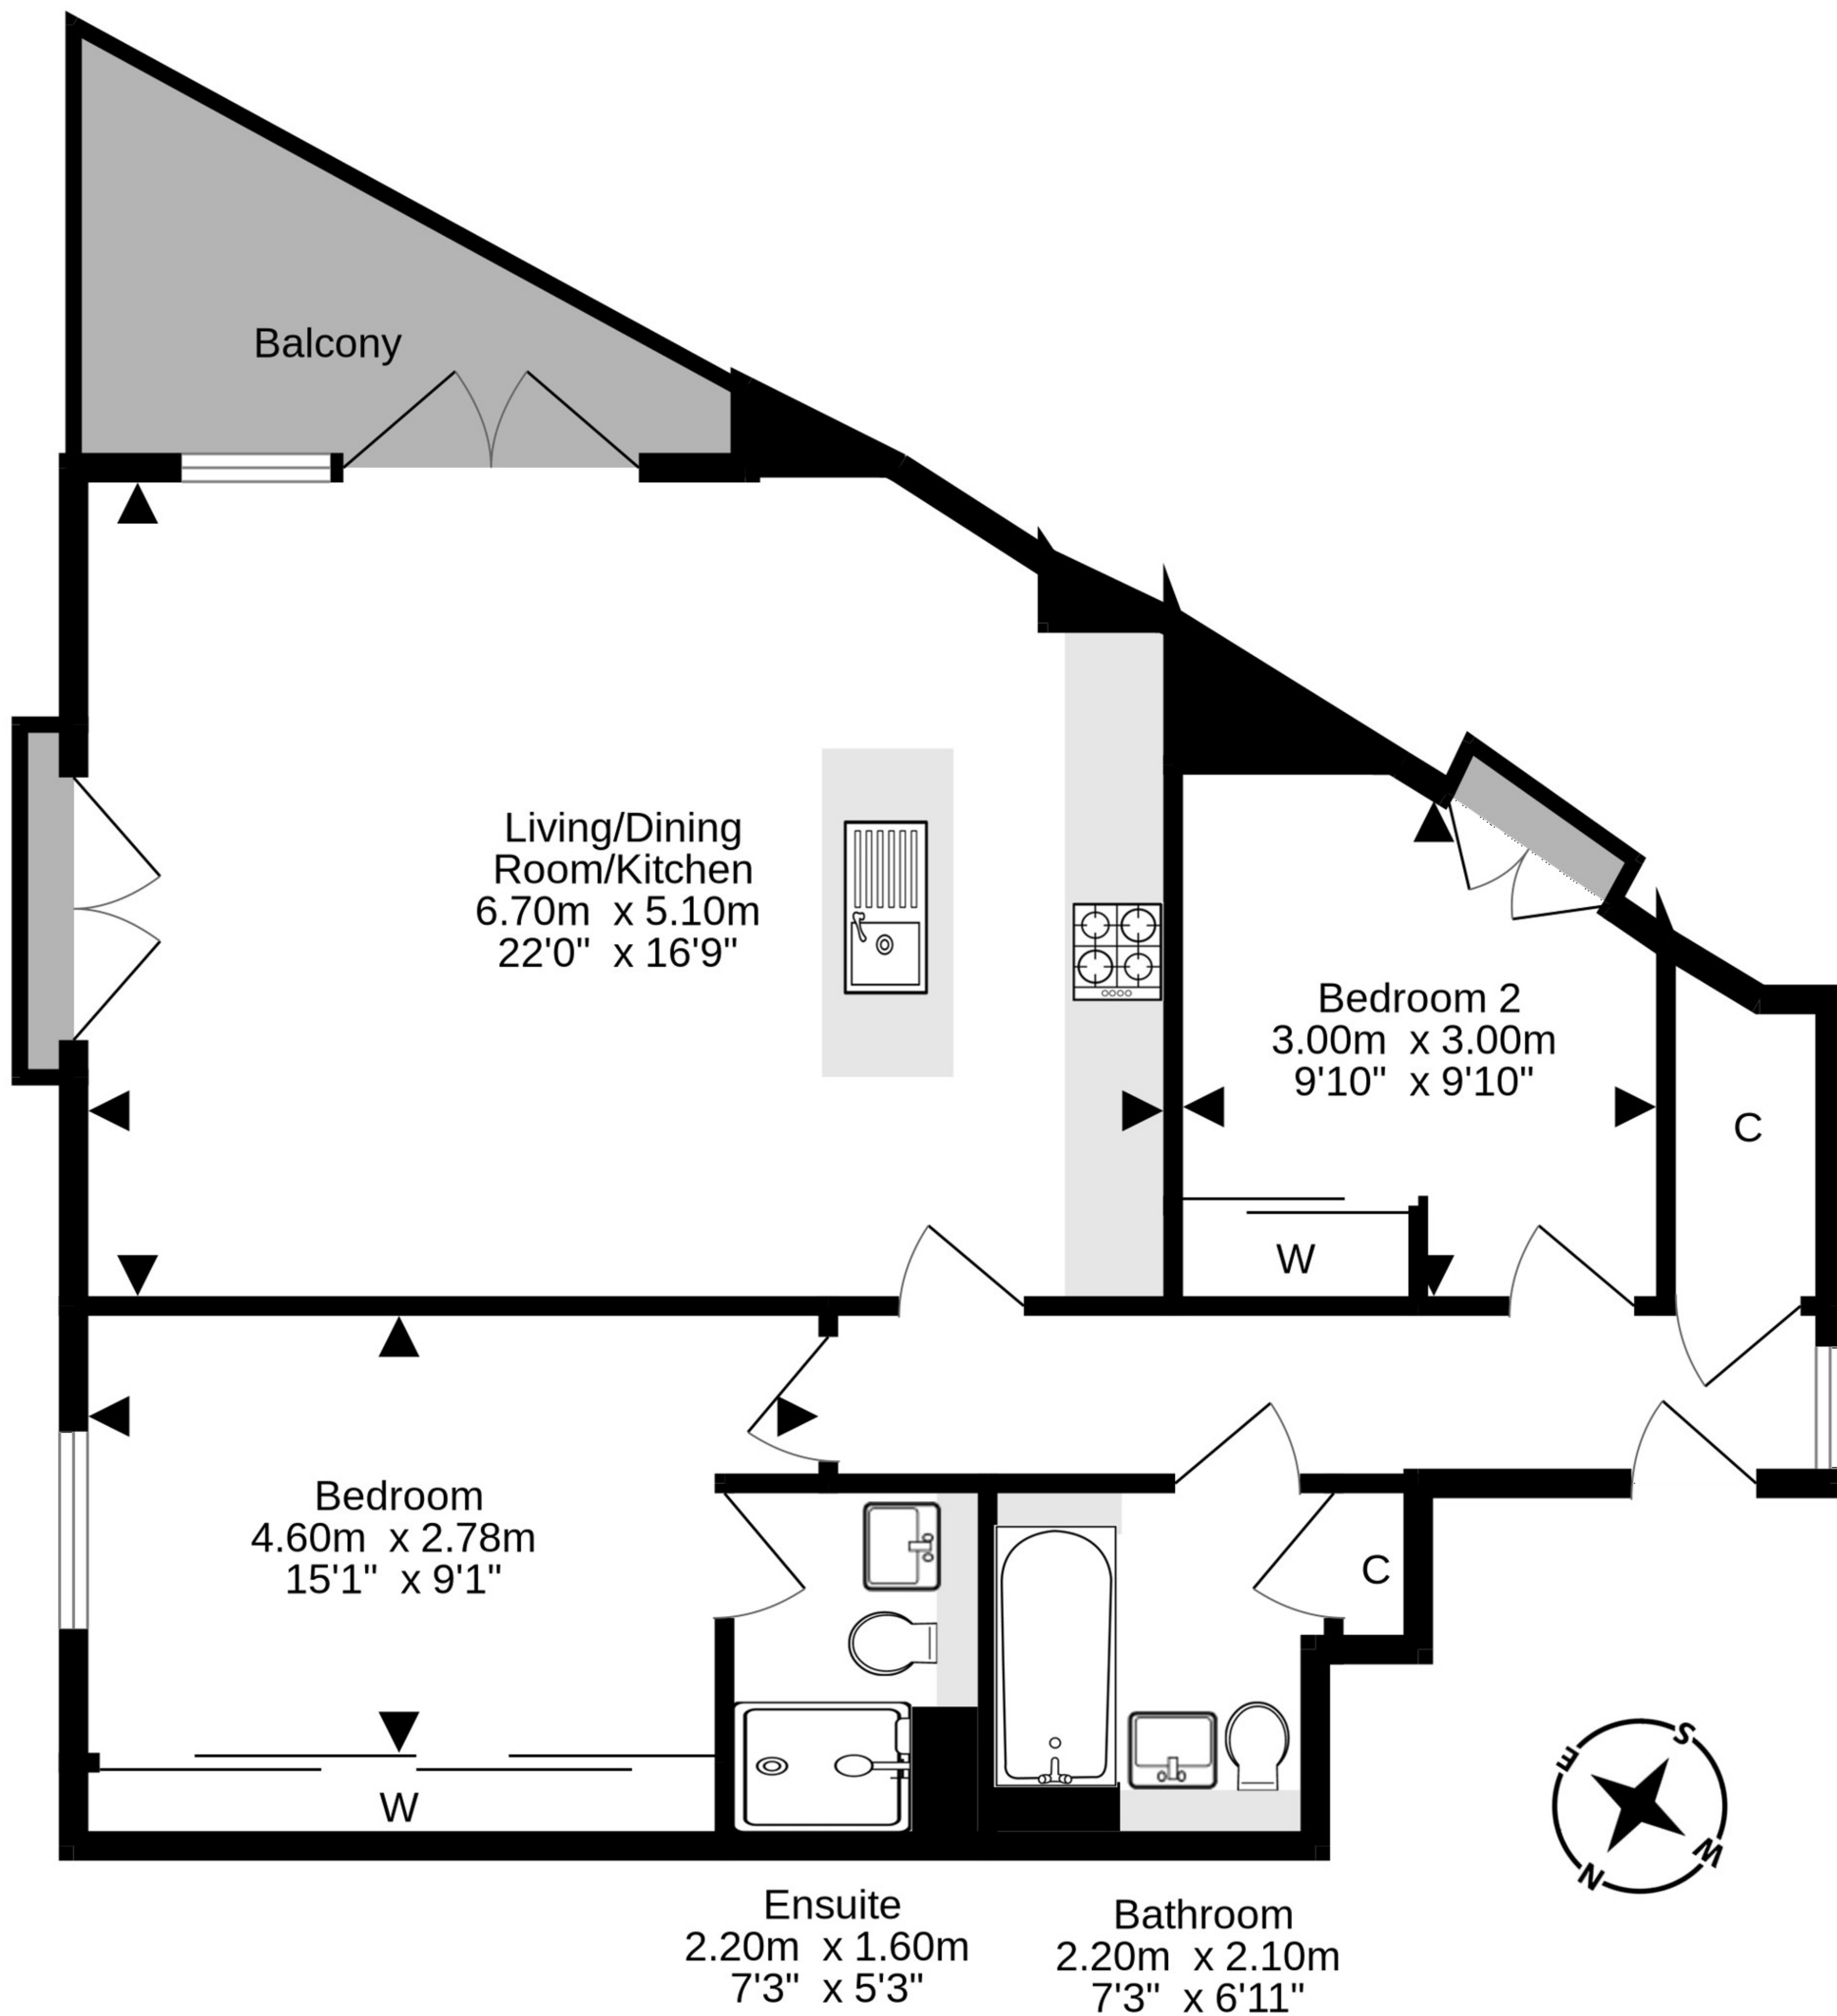 Balcony
Living/Dining
Room/Kitchen
6.70m x 5.10m
22'0" x 16'9"
Bedroom 2
3.00m x 3.00m
9'10" x 9'10"
C
W
Bedroom
4.60m x 2.78m
15'1" x 9'1"
C
W
S
E
W
N
Ensuite
2.20m x 1.60m
7'3" x 5'3"
Bathroom
2.20m x 2.10m
7'3" x 6'11"